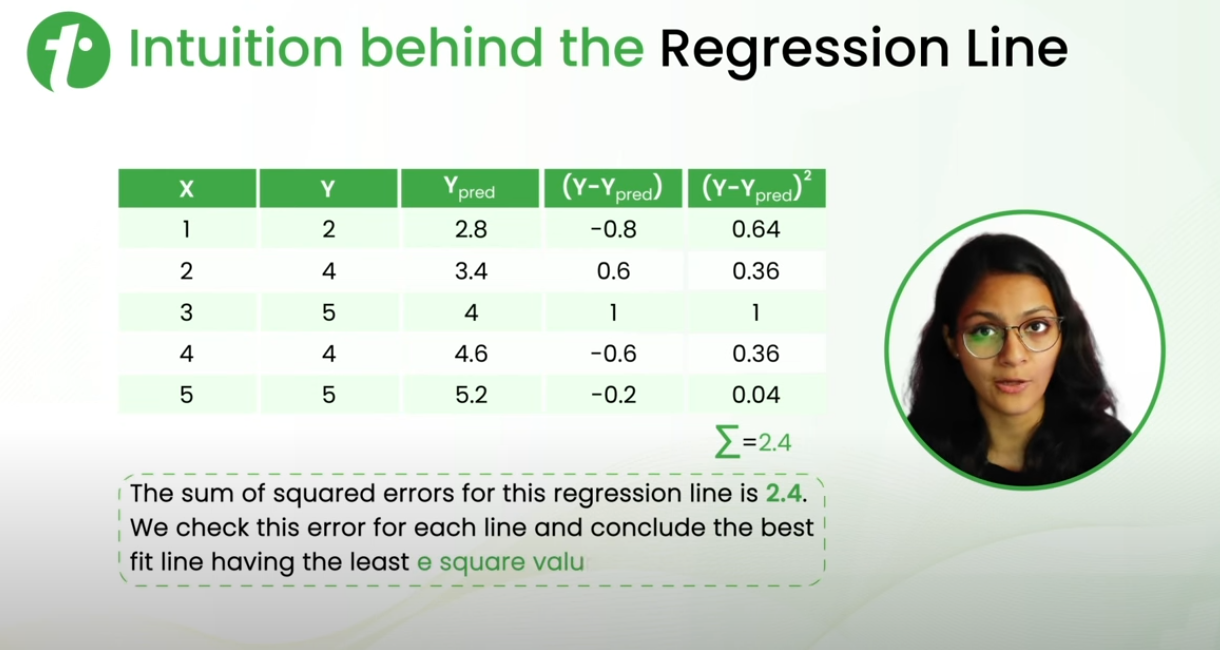 Intuition behind the Regression Line
X Y Ypred (Y-Ypred) (Y-Ypred)²
1 2 2.8 -0.8 0.64
2 4 3.4 0.6 0.36
3 5 4 1 1
4 4 4.6 -0.6 0.36
5 5 5.2 -0.2 0.04
∑=2.4
The sum of squared errors for this regression line is 2.4.
We check this error for each line and conclude the best
fit line having the least e square valu